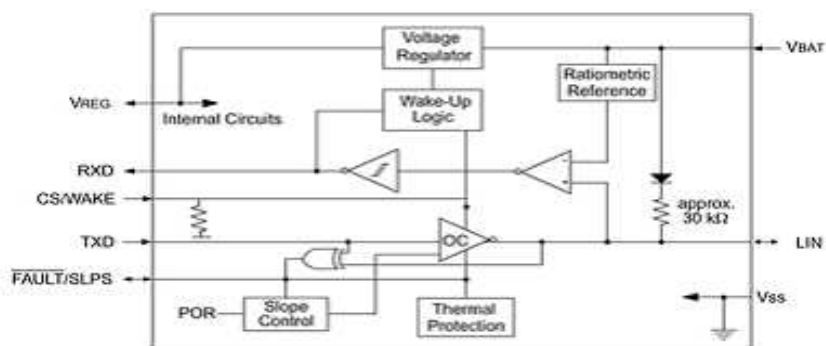 Voltage
Regulator
VBAT
Ratiometric
Reference
VREG
Internal Circuits
Wake-Up
Logic
RXD
CS/WAKE
approx.
30 kΩ
TXD
OC
LIN
FAULT/SLPS
POR
Slope
Control
Thermal
Protection
VSS